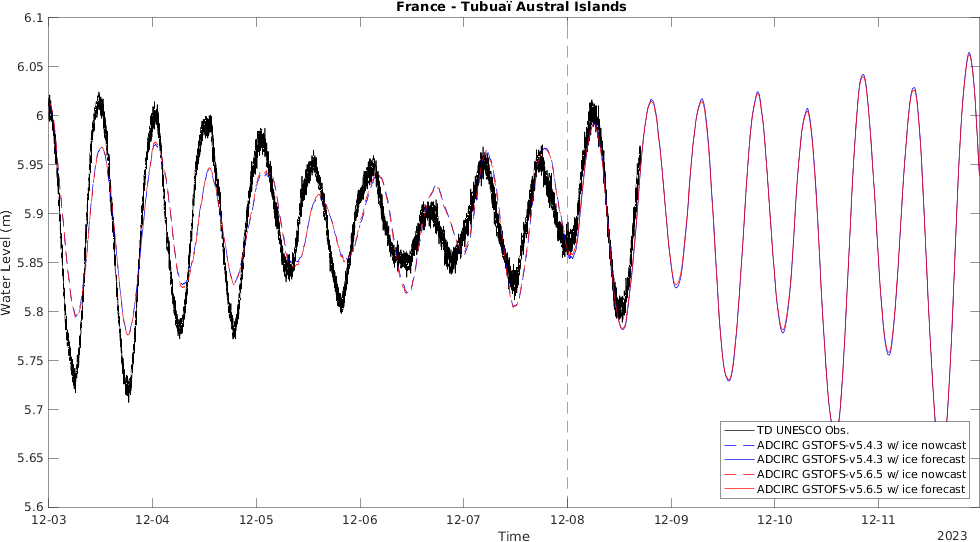 France - Tubuaï Austral Islands
6.1
6.05
6
5.95
5.9
5.85
5.8
5.75
5.7
5.65
5.6
Water Level (m)
12-03 12-04 12-05 12-06 12-07 12-08 12-09 12-10 12-11
Time
2023
TD UNESCO Obs.
ADCIRC GSTOFS-v5.4.3 w/ ice nowcast
ADCIRC GSTOFS-v5.4.3 w/ ice forecast
ADCIRC GSTOFS-v5.6.5 w/ ice nowcast
ADCIRC GSTOFS-v5.6.5 w/ ice forecast